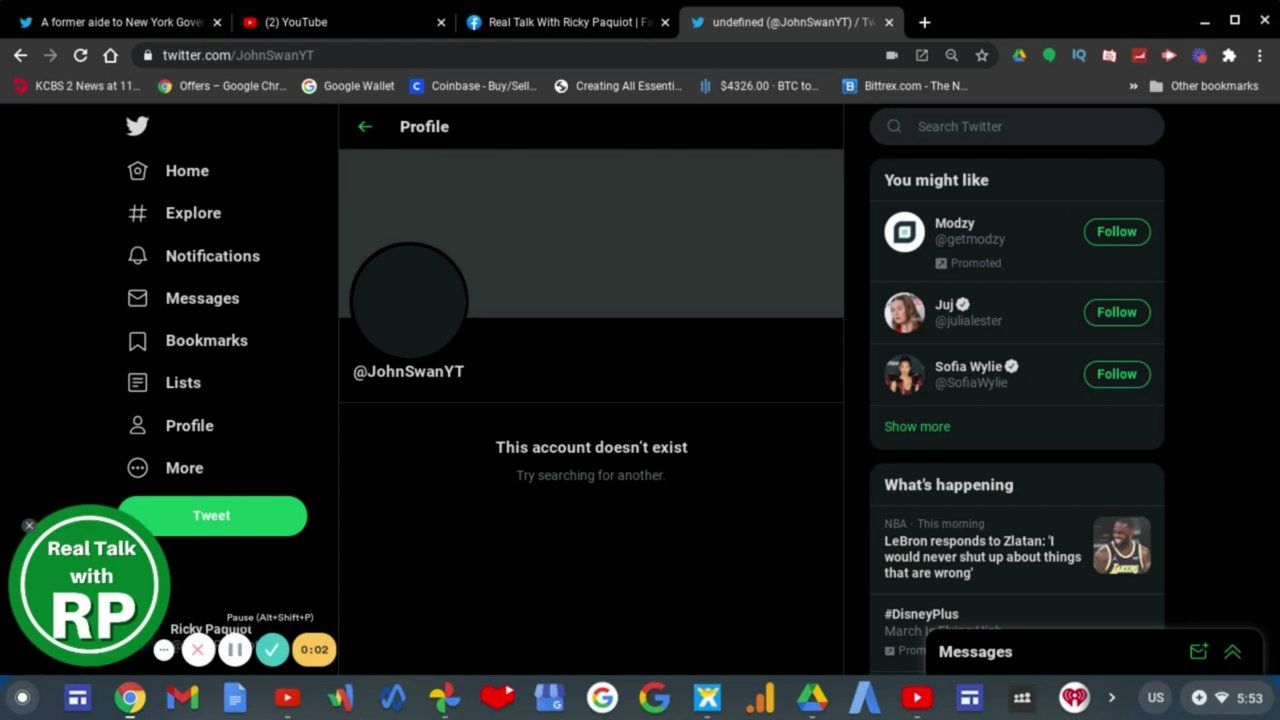 A former aide to New York Gove
(2) YouTube
Real Talk With Ricky Paquiot | Fa
undefined (@JohnSwanYT) / Tw
twitter.com/JohnSwanYT
KCBS 2 News at 11...
Offers – Google Chr...
Google Wallet
Coinbase - Buy/Sell...
Creating All Essenti...
$4326.00 · BTC to...
Bittrex.com - The N...
Other bookmarks
Home
Explore
Notifications
Messages
Bookmarks
Lists
Profile
More
Tweet
Real Talk
with
RP
Pause (Alt+Shift+P)
Ricky Paquiot
0:02
Profile
@JohnSwanYT
This account doesn't exist
Try searching for another.
Search Twitter
You might like
Modzy
@getmodzy
Promoted
Follow
Juj
@julialester
Follow
Sofia Wylie
@SofiaWylie
Follow
Show more
What's happening
NBA · This morning
LeBron responds to Zlatan: 'I
would never shut up about things
that are wrong'
#DisneyPlus
Messages
US
5:53